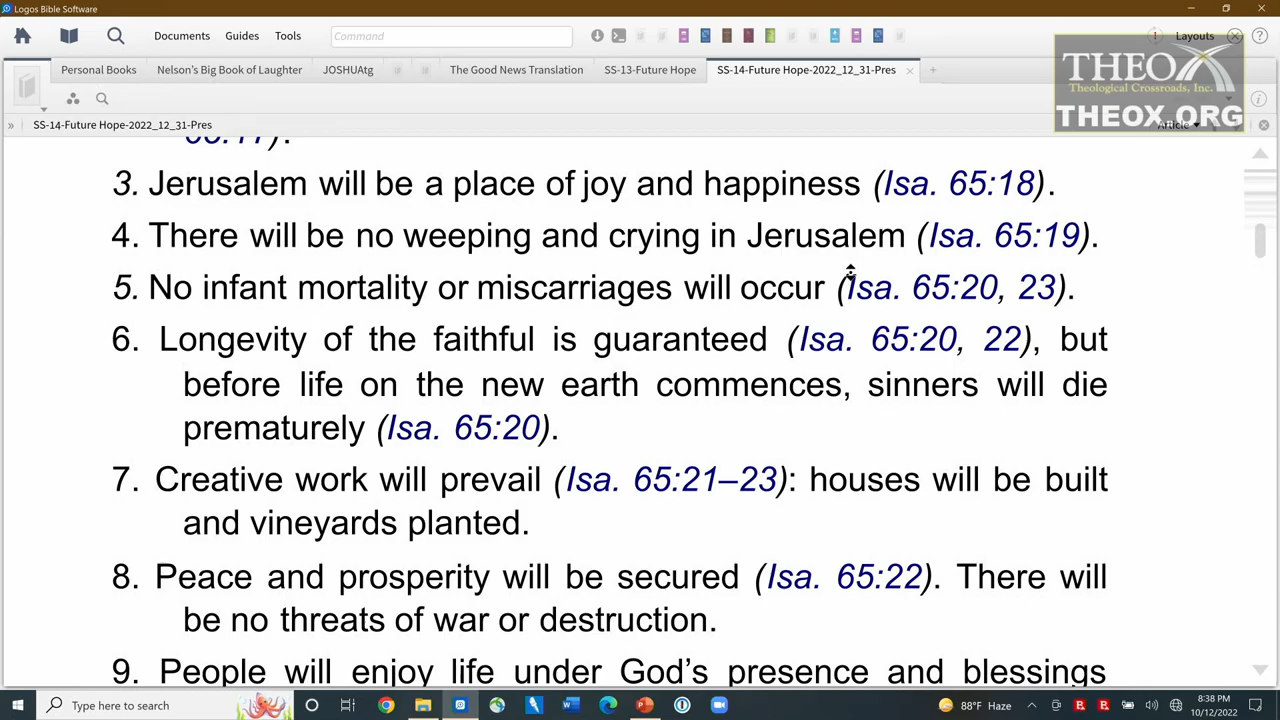 Logos Bible Software
Documents Guides Tools Command Layouts
THEOX
Theological Crossroads, Inc.
THEOX.ORG
Personal Books Nelson's Big Book of Laughter JOSHUAtg The Good News Translation SS-13-Future Hope SS-14-Future Hope-2022_12_31-Pres
SS-14-Future Hope-2022_12_31-Pres Article
3. Jerusalem will be a place of joy and happiness (Isa. 65:18).
4. There will be no weeping and crying in Jerusalem (Isa. 65:19).
5. No infant mortality or miscarriages will occur (Isa. 65:20, 23).
6. Longevity of the faithful is guaranteed (Isa. 65:20, 22), but
before life on the new earth commences, sinners will die
prematurely (Isa. 65:20).
7. Creative work will prevail (Isa. 65:21–23): houses will be built
and vineyards planted.
8. Peace and prosperity will be secured (Isa. 65:22). There will
be no threats of war or destruction.
9. People will enjoy life under God's presence and blessings
Type here to search 88°F Haze 8:38 PM
10/12/2022